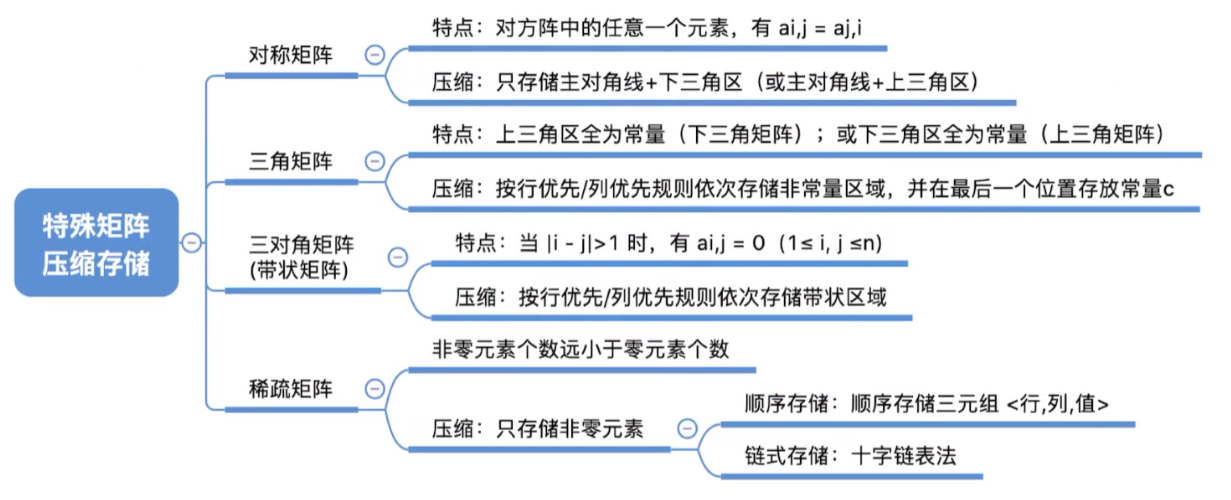 特殊矩阵
压缩存储
对称矩阵
特点：对方阵中的任意一个元素，有 ai,j = aj,i
压缩：只存储主对角线+下三角区（或主对角线+上三角区）
三角矩阵
特点：上三角区全为常量（下三角矩阵）；或下三角区全为常量（上三角矩阵）
压缩：按行优先/列优先规则依次存储非常量区域，并在最后一个位置存放常量c
三对角矩阵
(带状矩阵)
特点：当 |i - j|>1 时，有 ai,j = 0（1≤ i, j ≤n)
压缩：按行优先/列优先规则依次存储带状区域
稀疏矩阵
非零元素个数远小于零元素个数
压缩：只存储非零元素
顺序存储：顺序存储三元组 <行,列,值>
链式存储：十字链表法